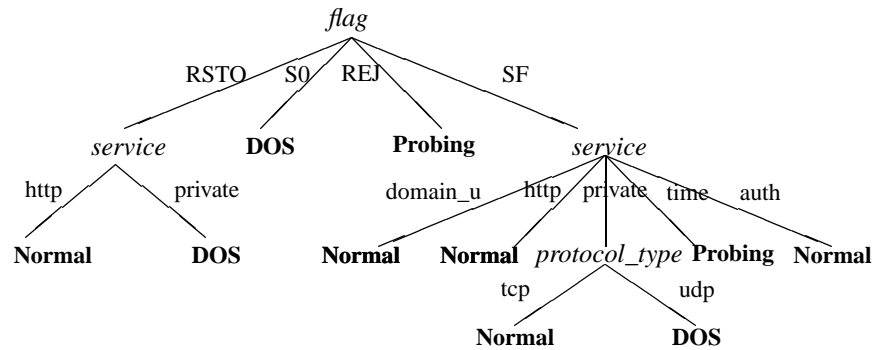 flag
RSTO S0 REJ SF
service DOS Probing service
http private domain_u http private time auth
Normal DOS Normal Normal protocol_type Probing Normal
tcp udp
Normal DOS